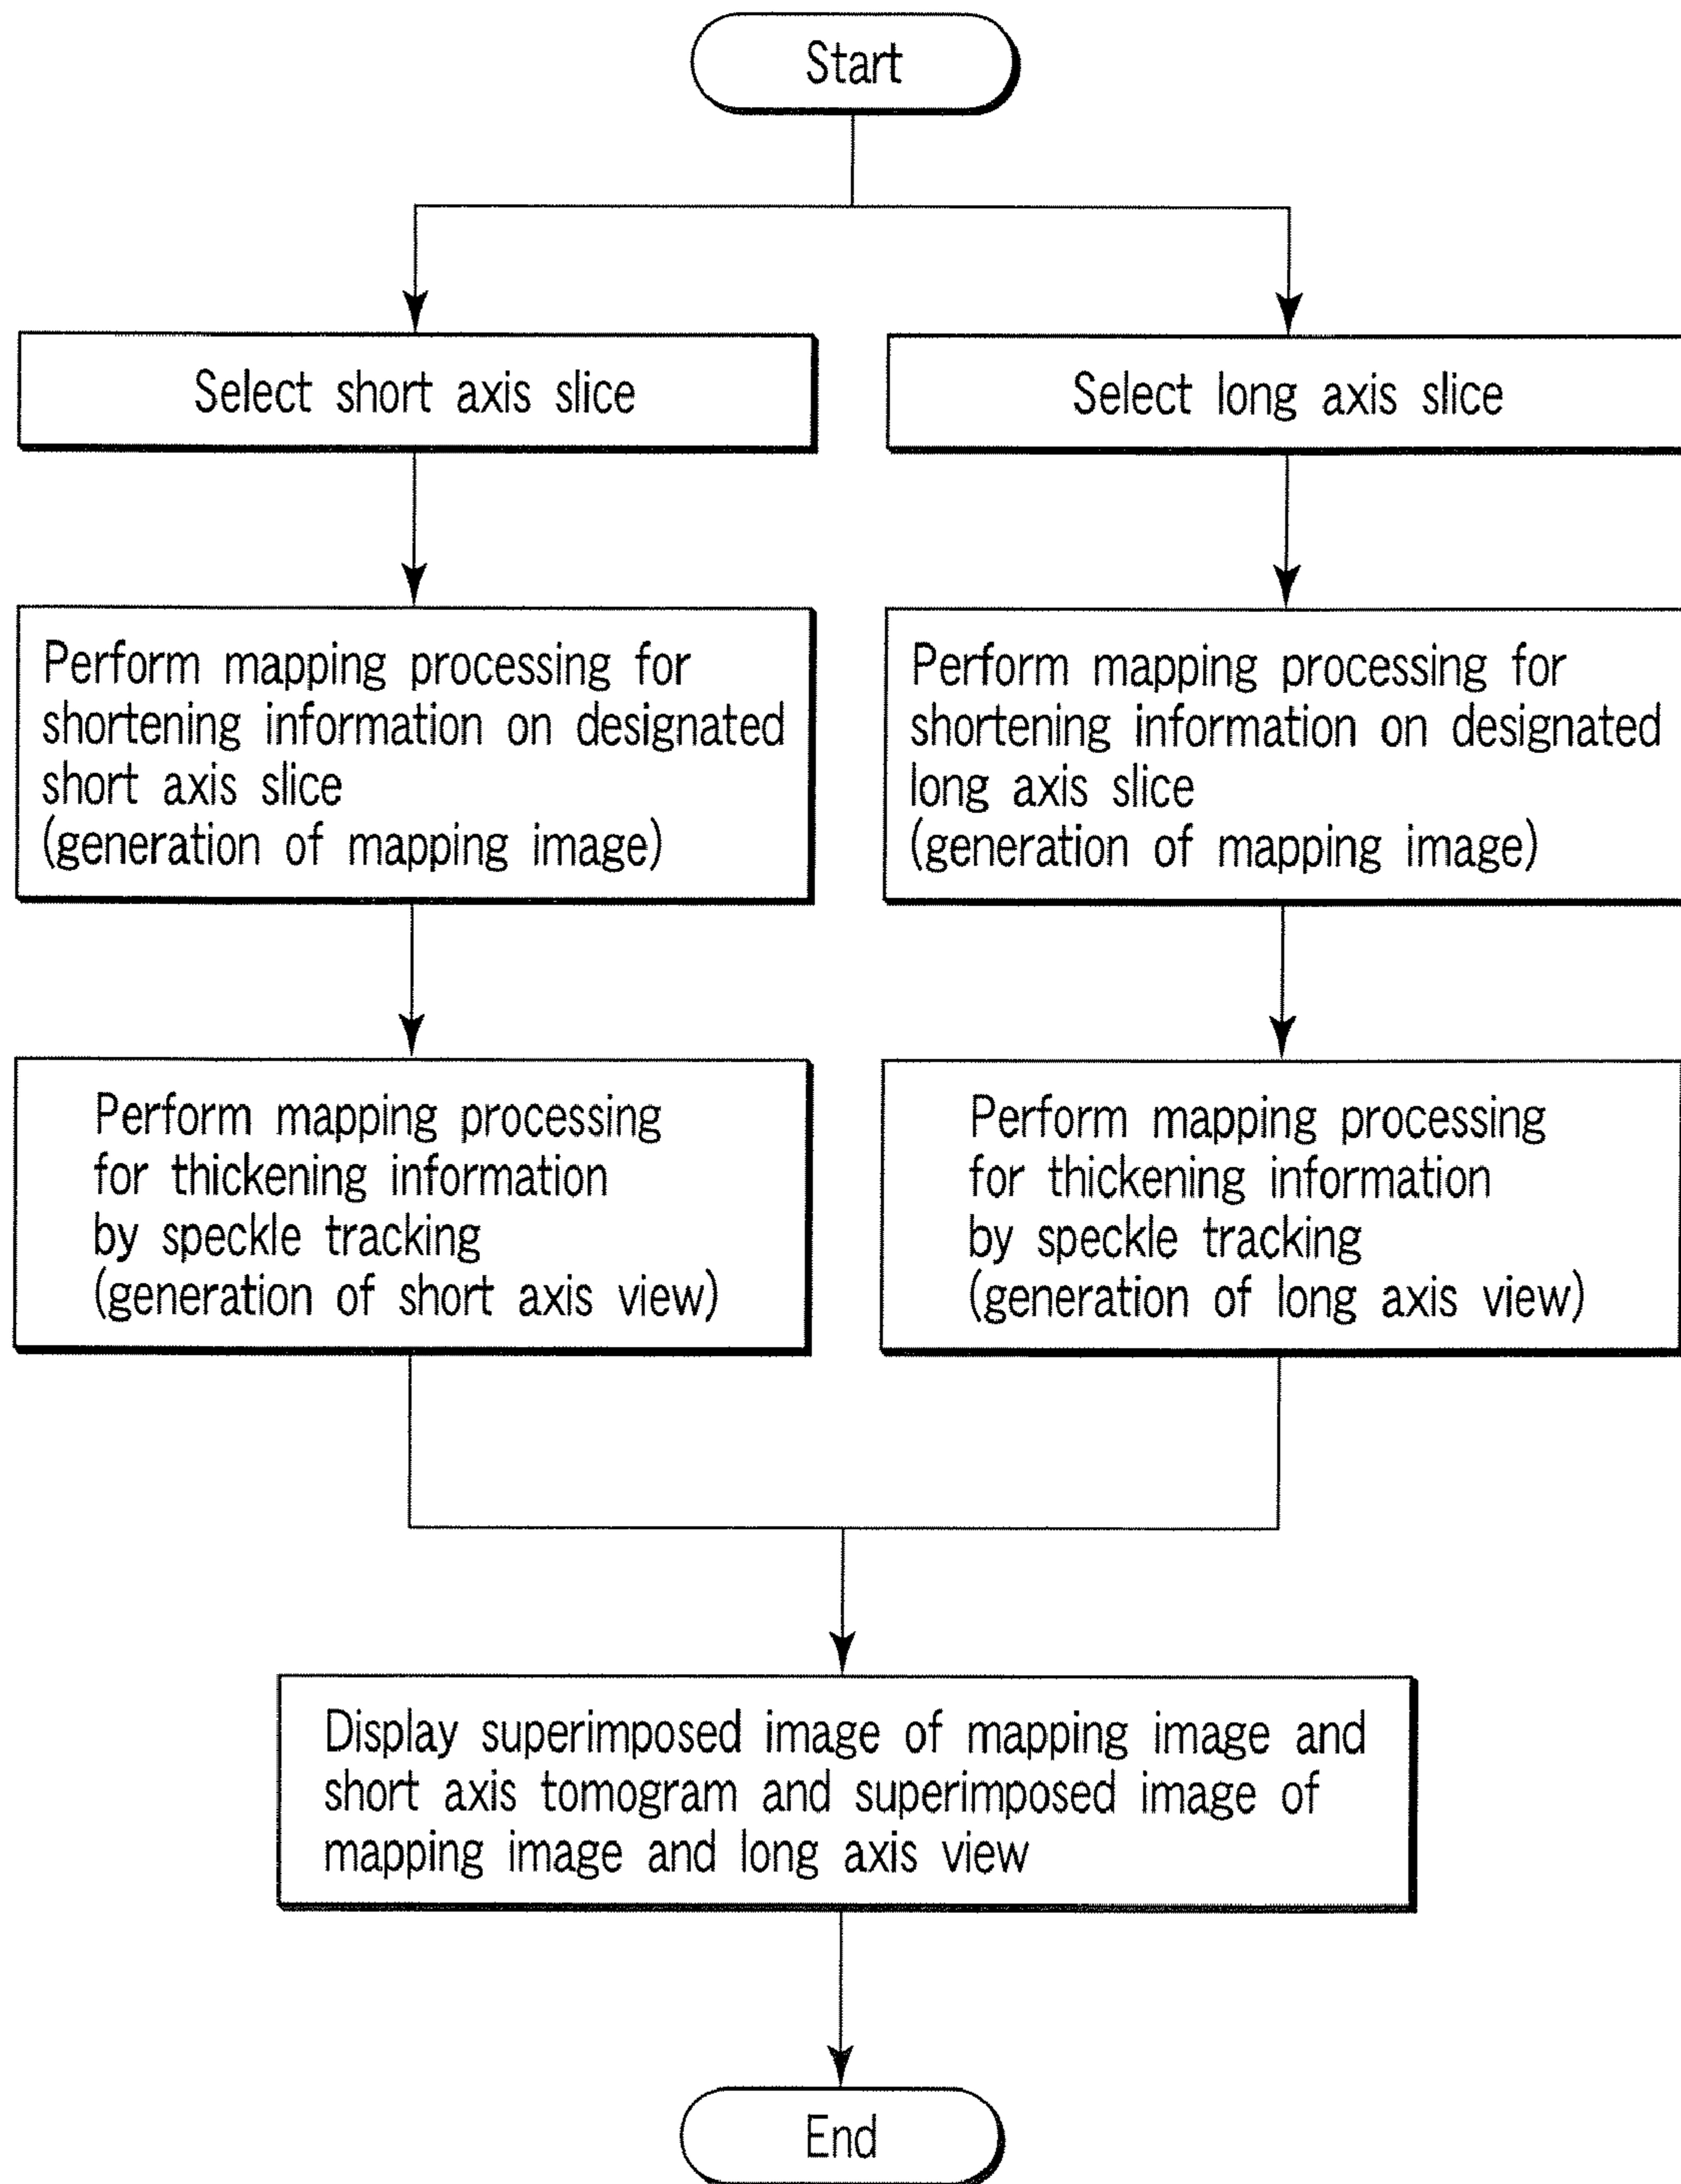 Start
Select short axis slice
Select long axis slice
Perform mapping processing for
shortening information on designated
short axis slice
(generation of mapping image)
Perform mapping processing for
shortening information on designated
long axis slice
(generation of mapping image)
Perform mapping processing
for thickening information
by speckle tracking
(generation of short axis view)
Perform mapping processing
for thickening information
by speckle tracking
(generation of long axis view)
Display superimposed image of mapping image and
short axis tomogram and superimposed image of
mapping image and long axis view
End